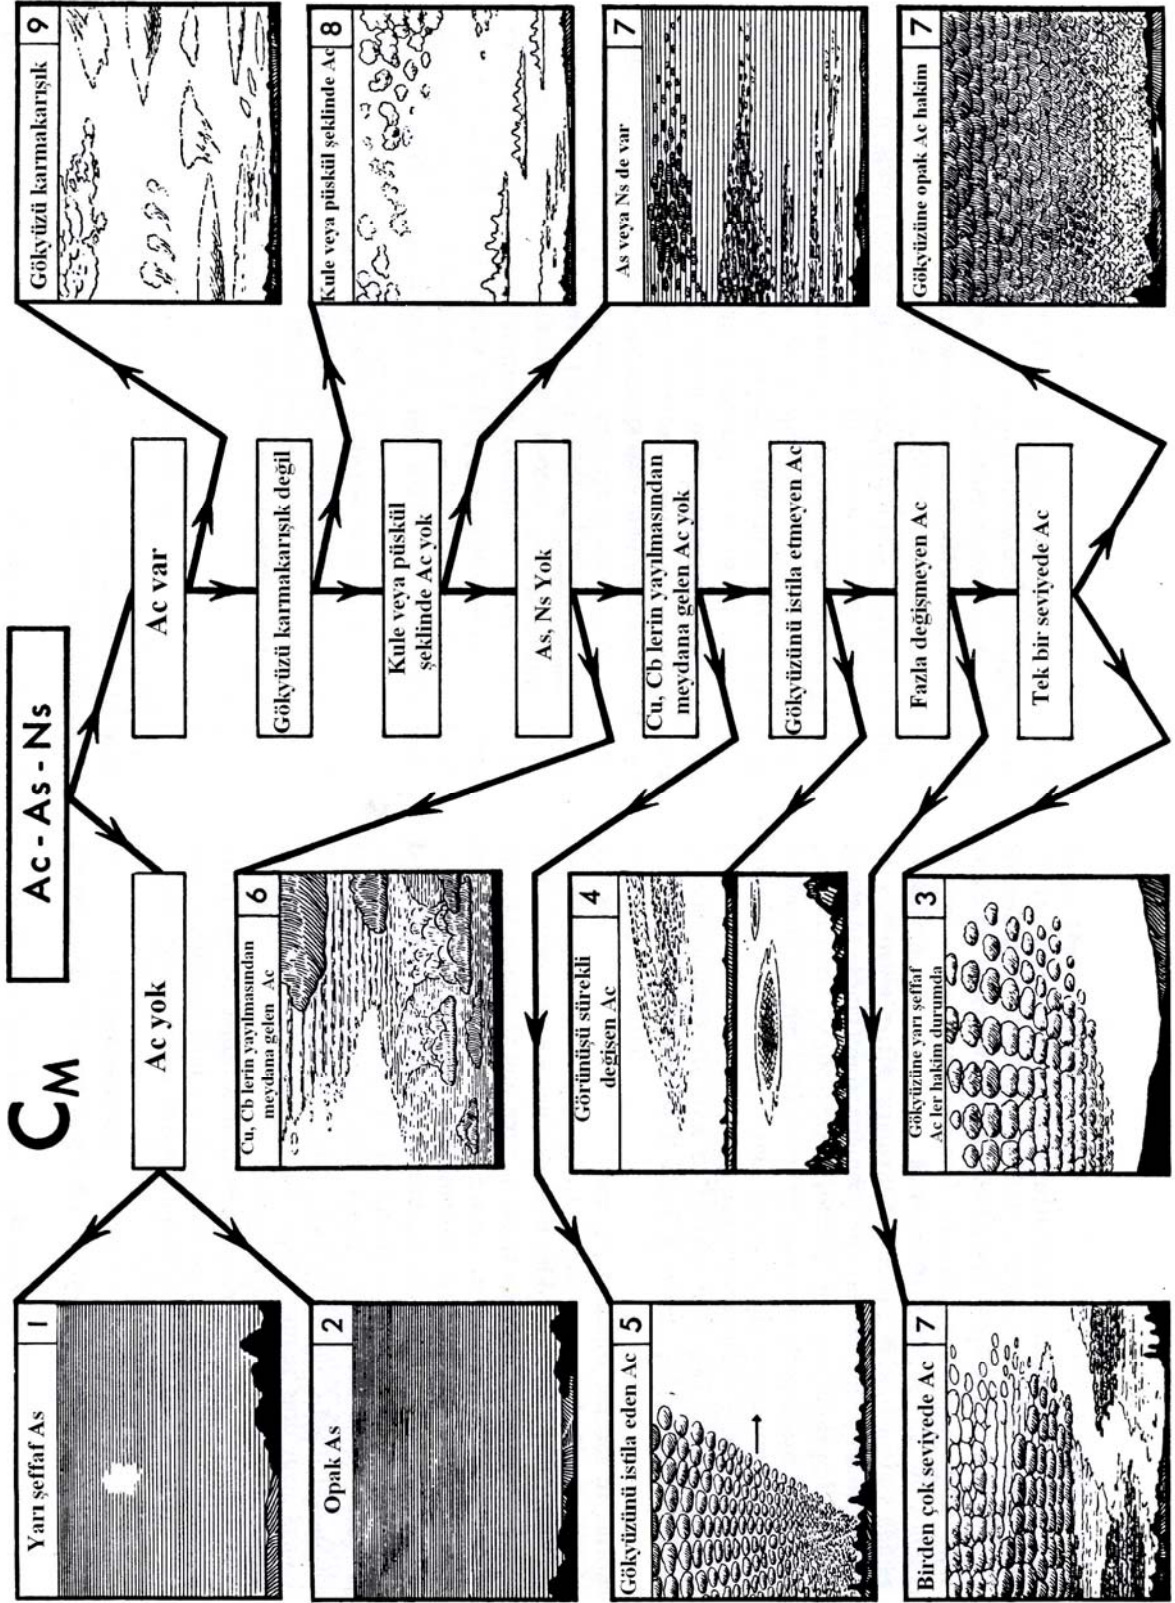 C_M
Ac - As - Ns
Yarı şeffaf As
1
Ac yok
Ac var
Gökyüzü karmakarışık
9
Opak As
2
Cu, Cb lerin yayılmasından
meydana gelen Ac
6
Gökyüzü karmakarışık değil
Kule veya püskül şeklinde Ac
8
Kule veya püskül
şeklinde Ac yok
As, Ns Yok
As veya Ns de var
7
Gökyüzünü istila eden Ac
5
Görünüşü sürekli
değişen Ac
4
Cu, Cb lerin yayılmasından
meydana gelen Ac yok
Gökyüzünü istila etmeyen Ac
Birden çok seviyede Ac
7
Gökyüzüne yarı şeffaf
Ac ler hakim durumda
3
Fazla değişmeyen Ac
Tek bir seviyede Ac
Gökyüzüne opak Ac hakim
7